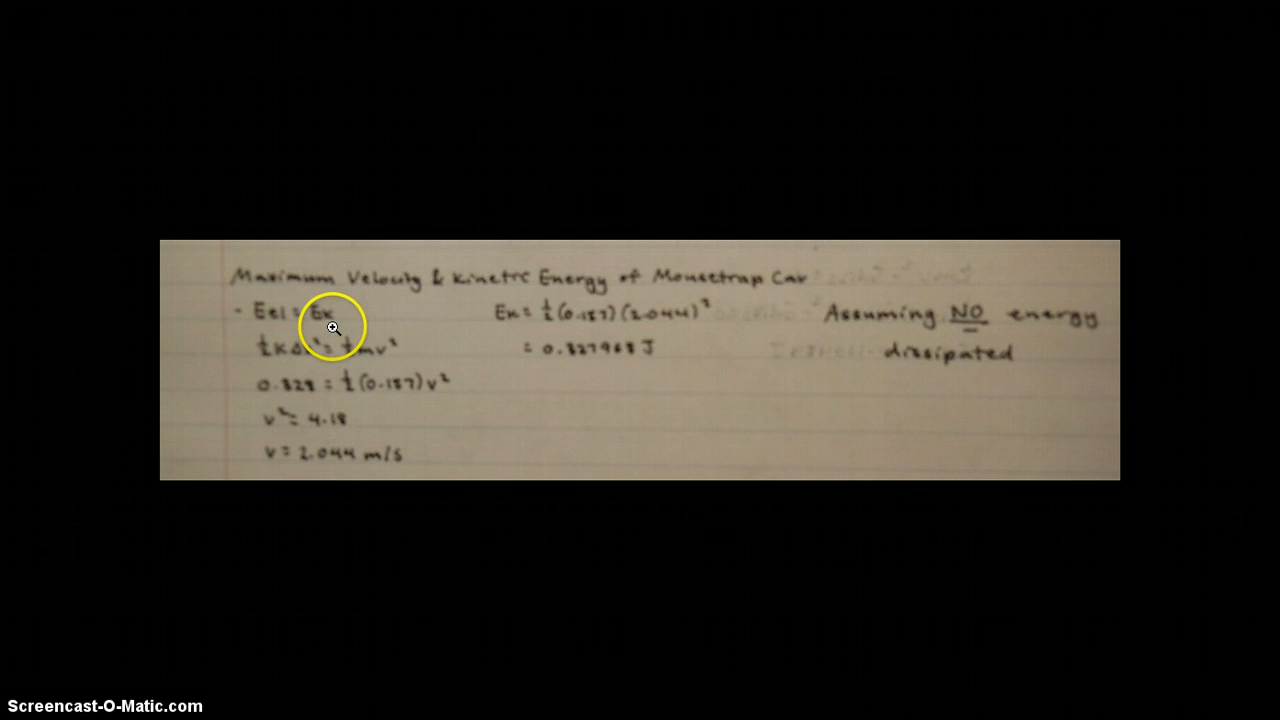 Maximum Velocity & Kinetic Energy of Mousetrap Car
- Eel = Ek
½kΔx² = ½mv²
0.328 = ½(0.157)v²
v² = 4.18
v = 2.044 m/s
Ek = ½(0.157)(2.044)²
= 0.327968 J
Assuming NO energy
dissipated
Screencast-O-Matic.com